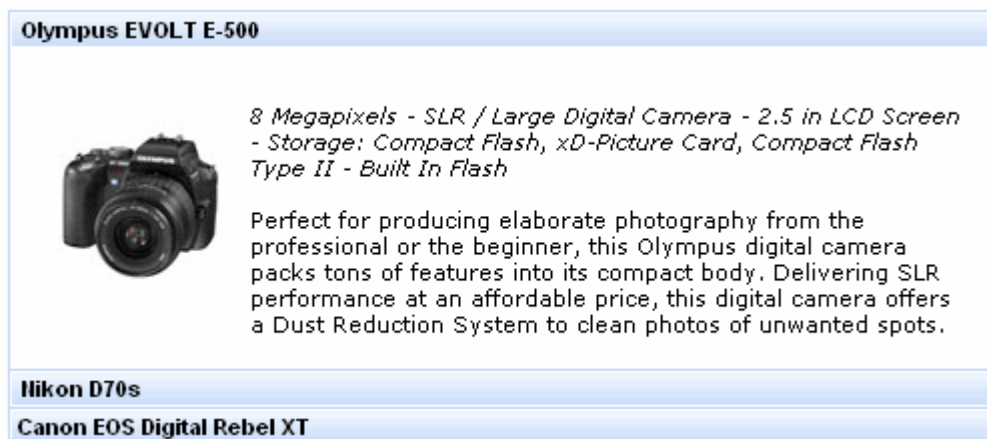 Olympus EVOLT E-500
8 Megapixels - SLR / Large Digital Camera - 2.5 in LCD Screen
- Storage: Compact Flash, xD-Picture Card, Compact Flash
Type II - Built In Flash
OLYMPUS
Perfect for producing elaborate photography from the
professional or the beginner, this Olympus digital camera
packs tons of features into its compact body. Delivering SLR
performance at an affordable price, this digital camera offers
a Dust Reduction System to clean photos of unwanted spots.
Nikon D70s
Canon EOS Digital Rebel XT